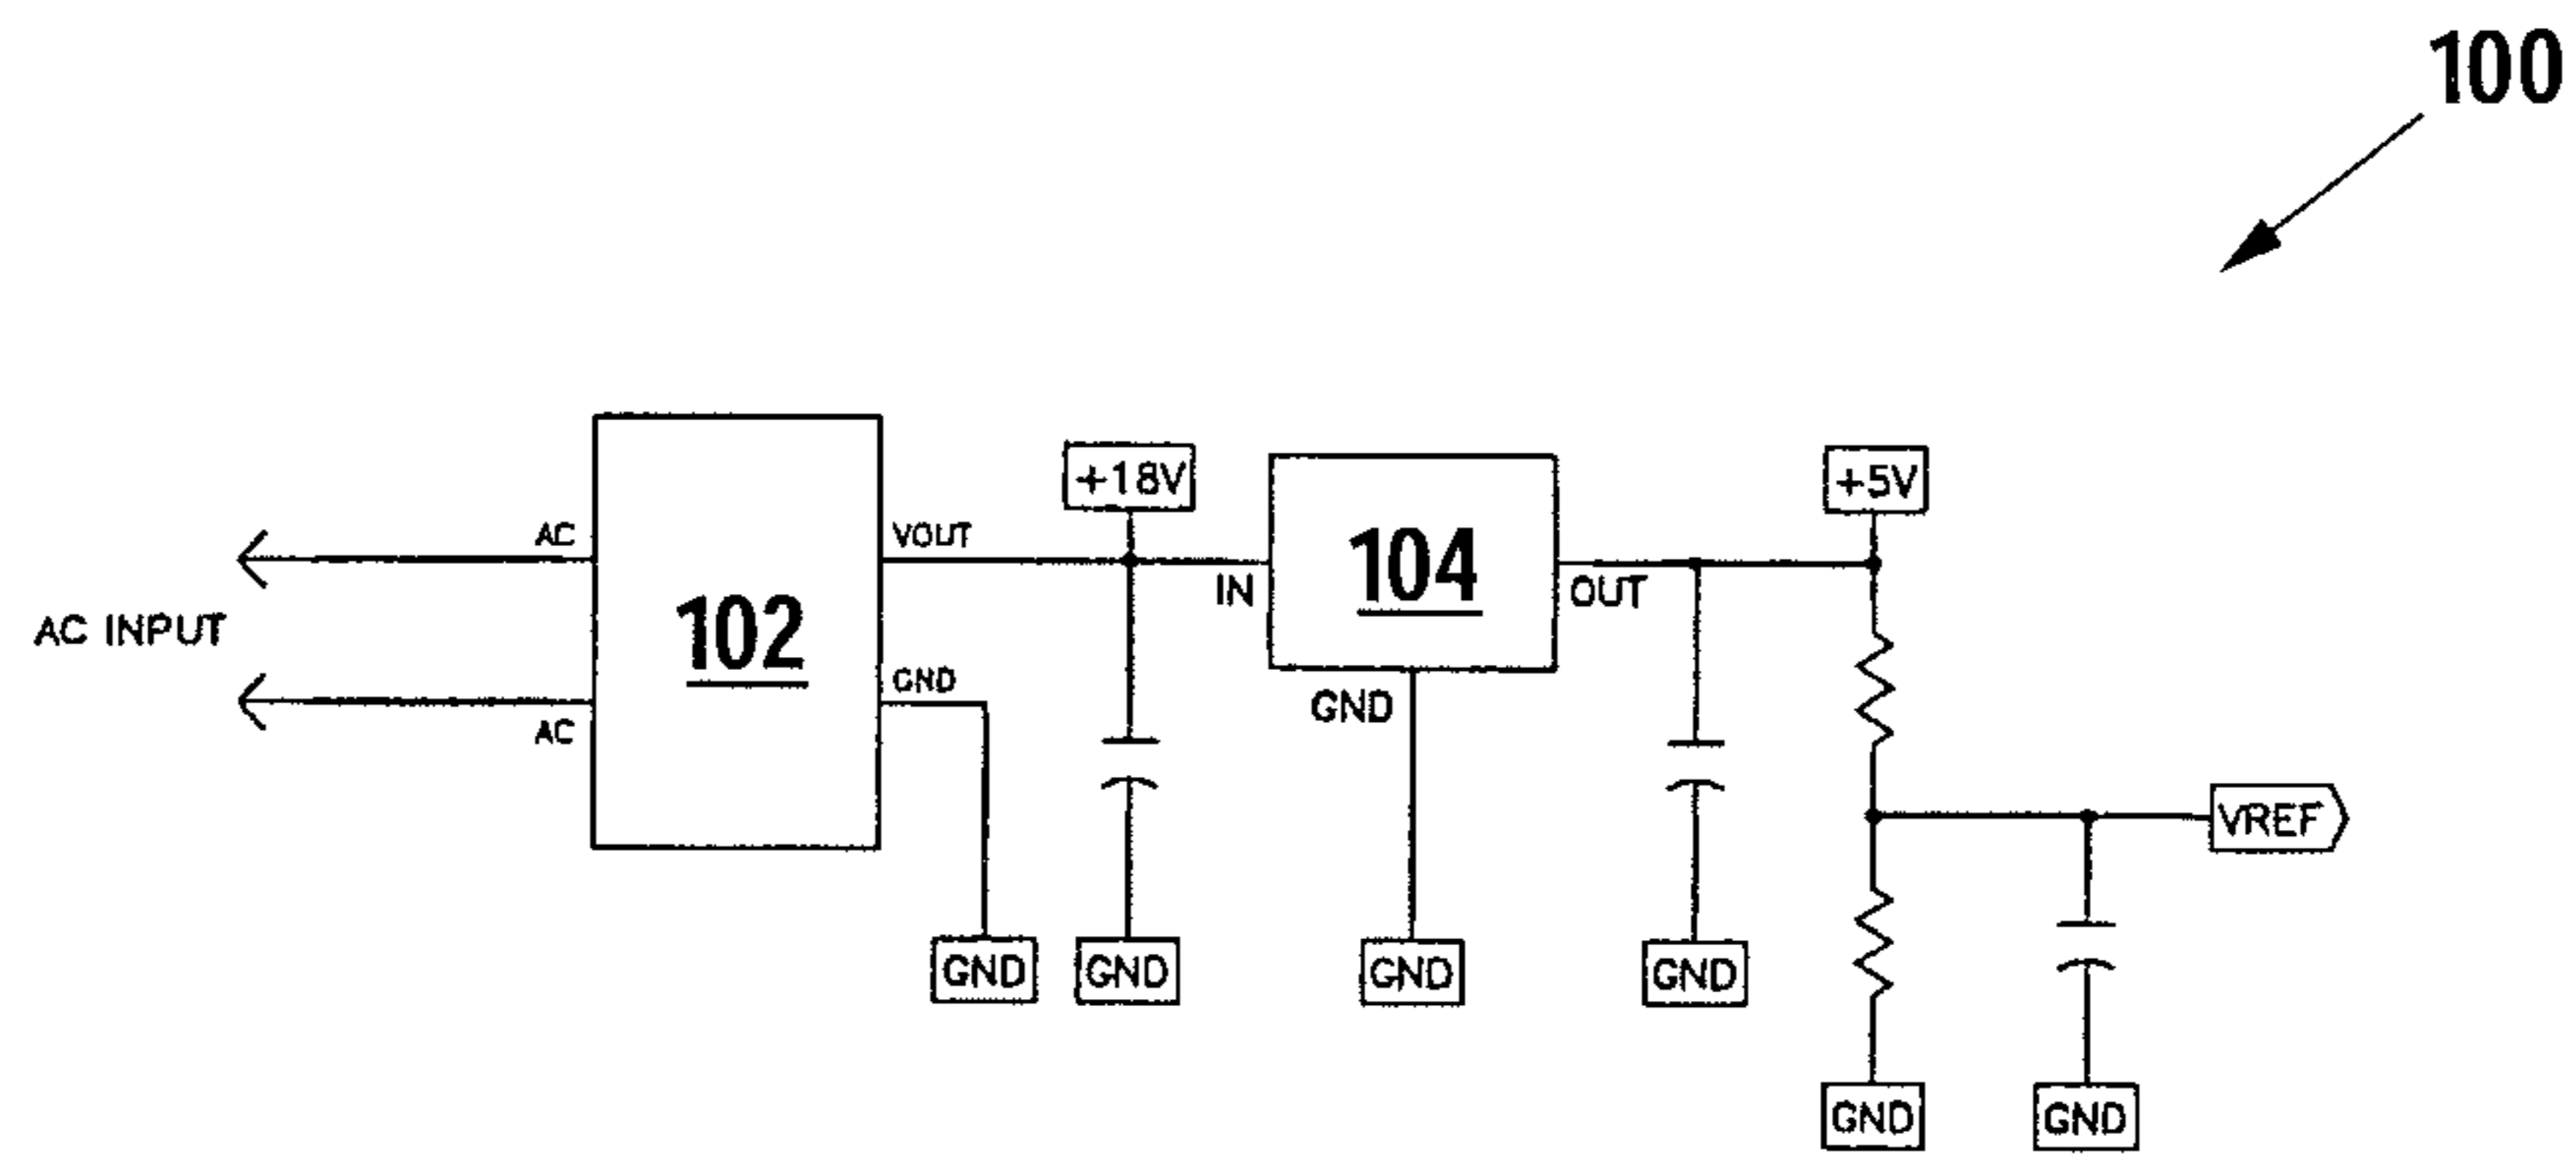 100
+18V
+5V
AC
VOUT
104
IN
OUT
AC INPUT
102
GND
GND
AC
VREF
GND
GND
GND
GND
GND
GND